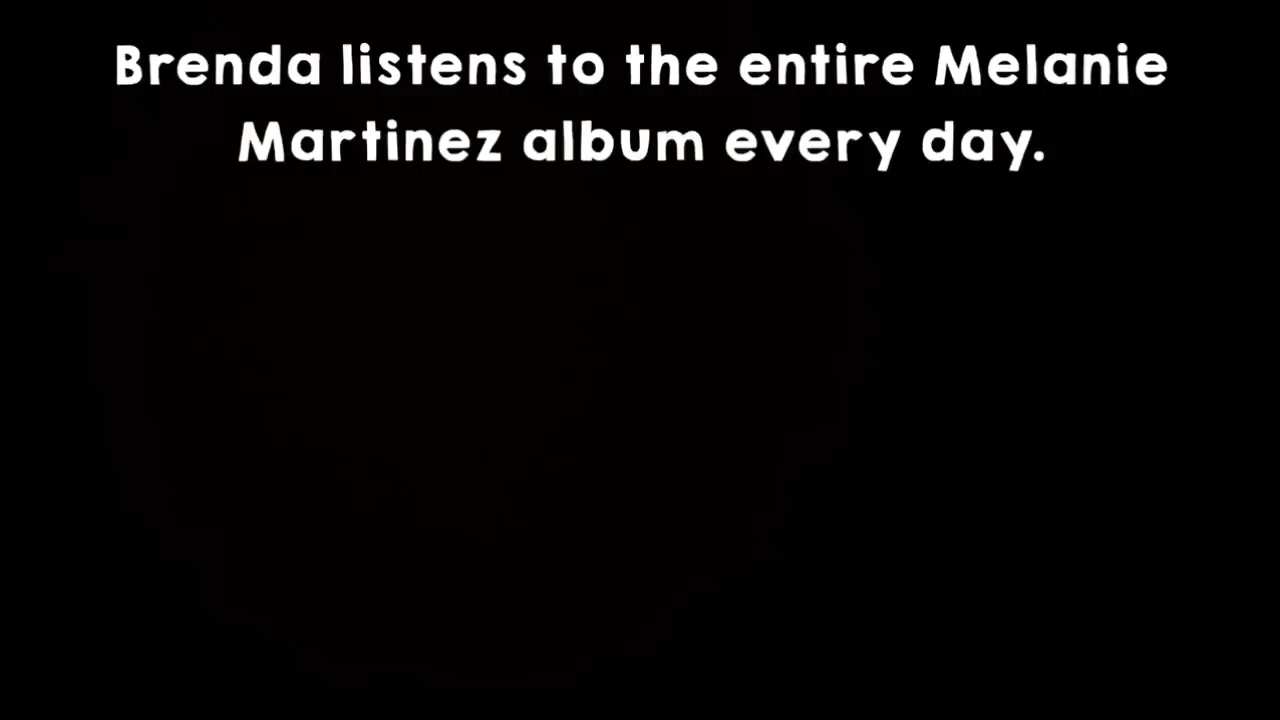 Brenda listens to the entire Melanie
Martinez album every day.